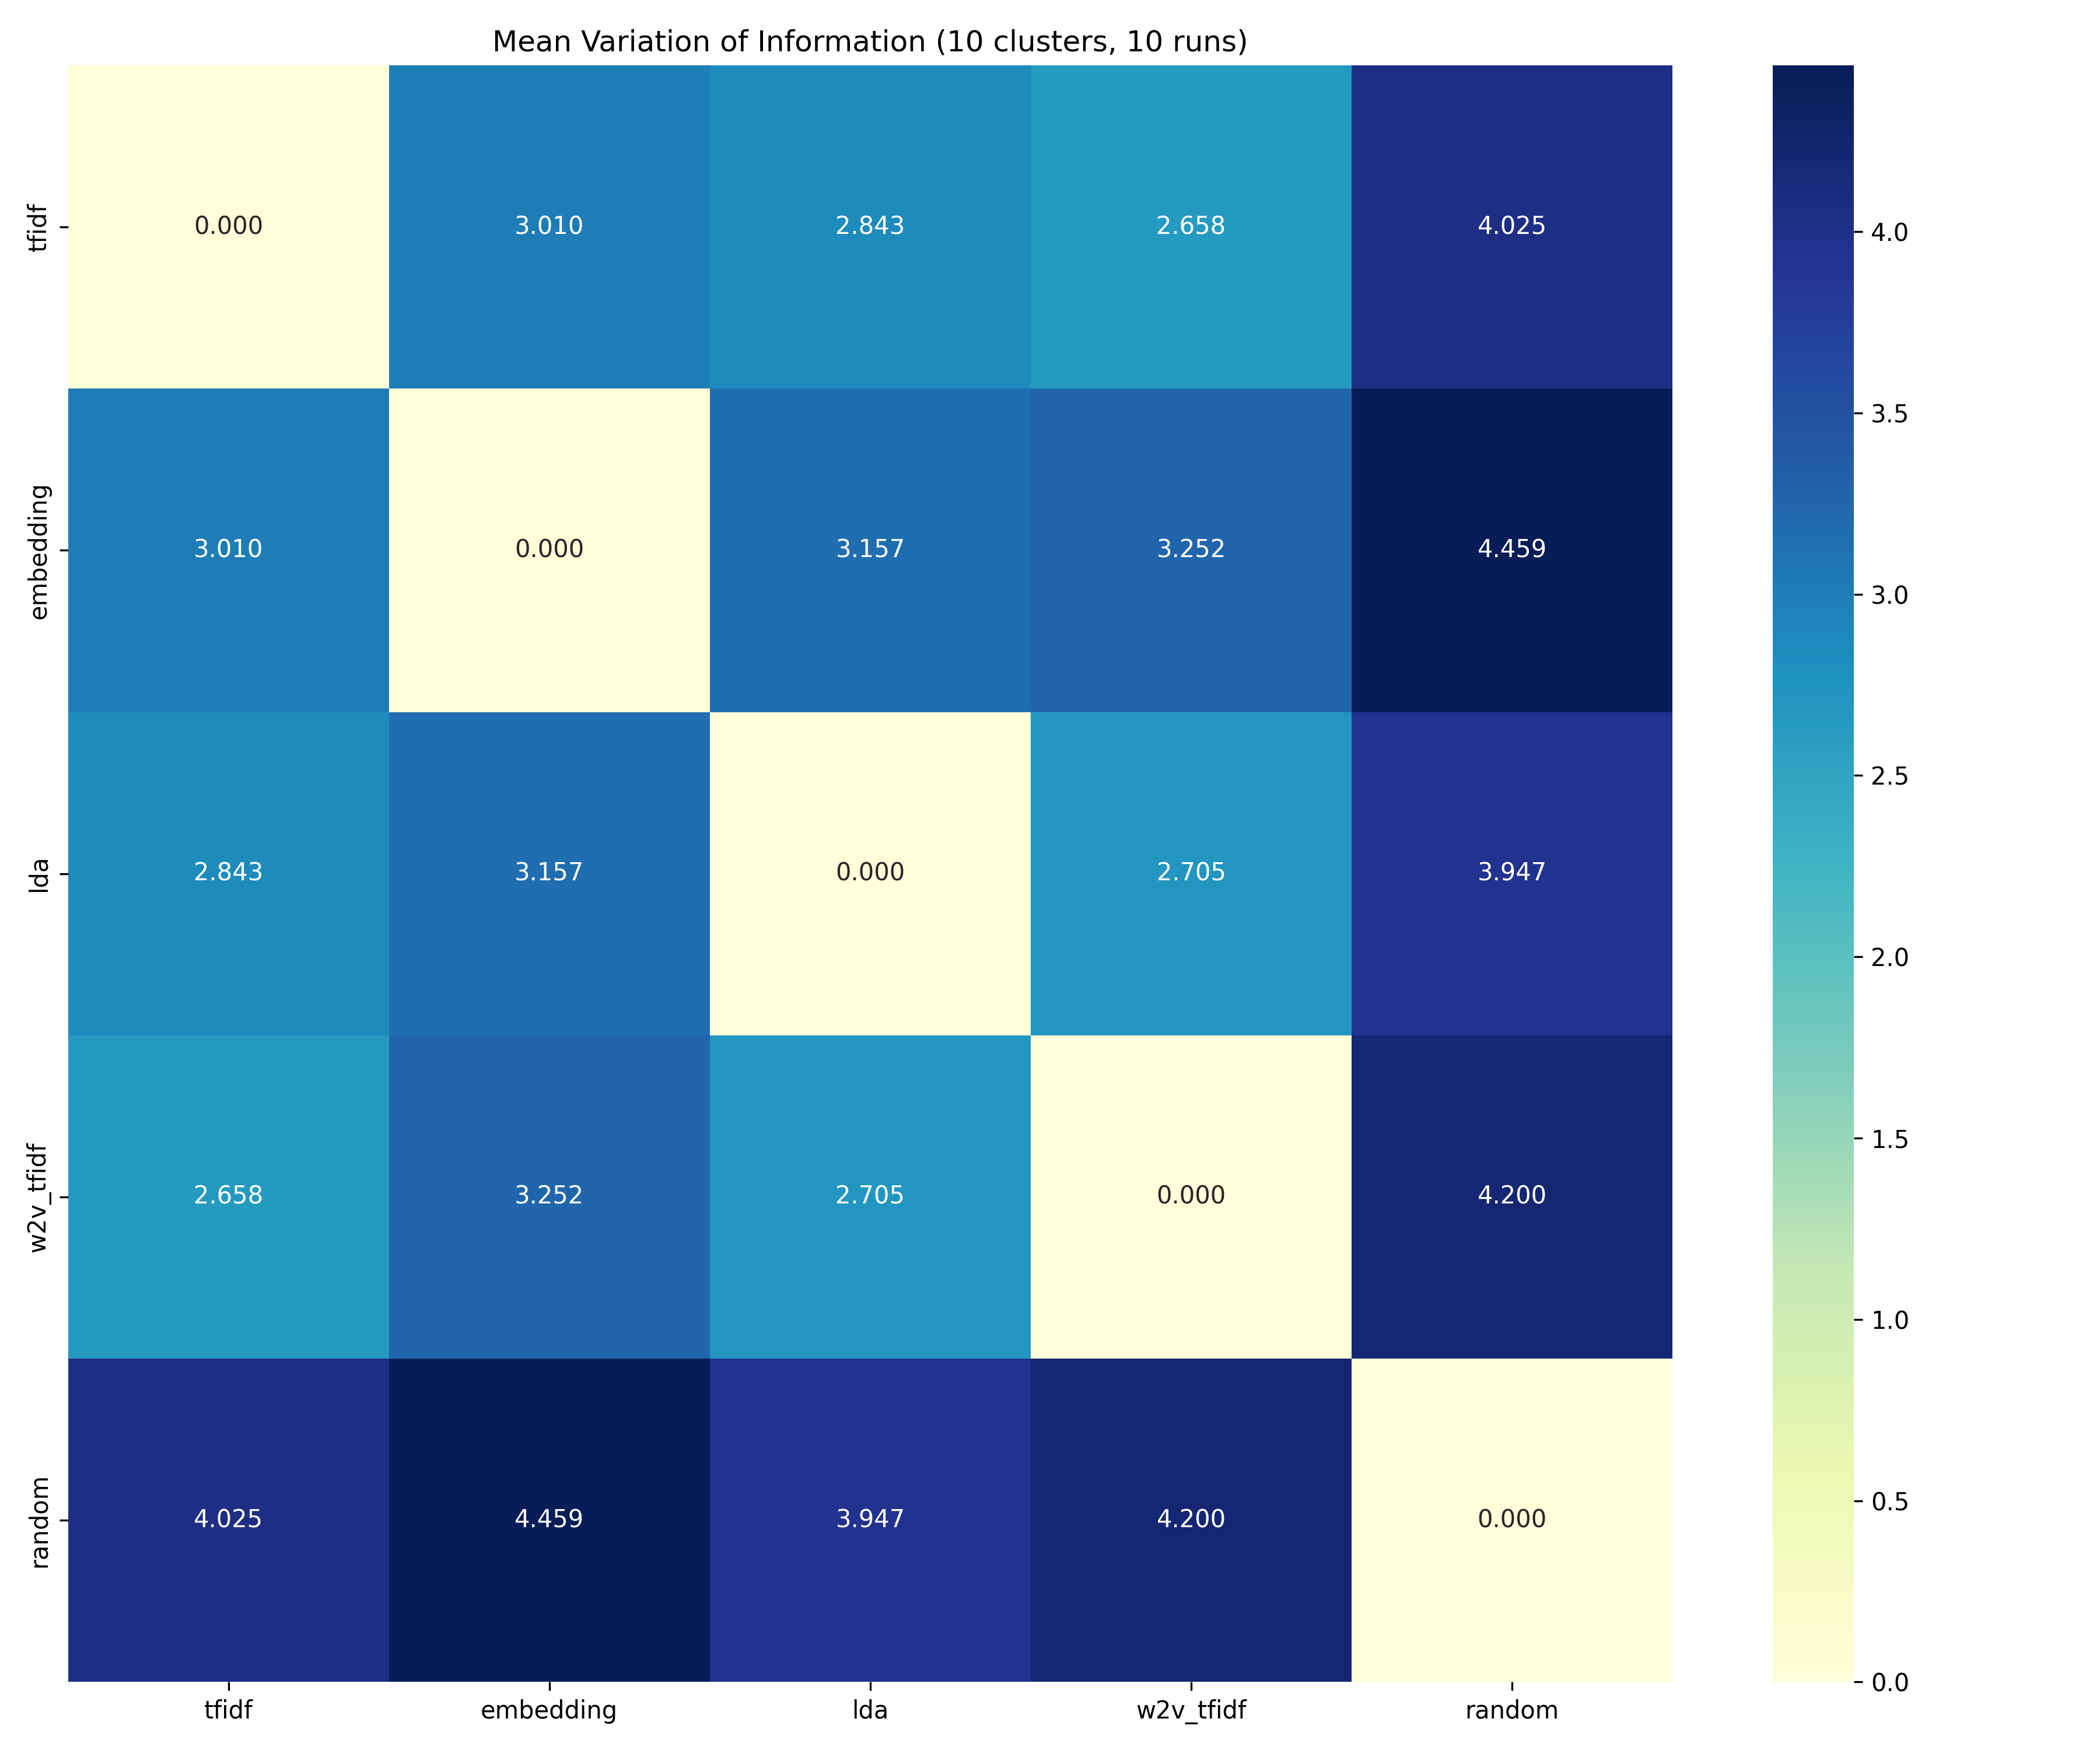 Mean Variation of Information (10 clusters, 10 runs)
tfidf 0.000 3.010 2.843 2.658 4.025
embedding 3.010 0.000 3.157 3.252 4.459
lda 2.843 3.157 0.000 2.705 3.947
w2v_tfidf 2.658 3.252 2.705 0.000 4.200
random 4.025 4.459 3.947 4.200 0.000
tfidf embedding lda w2v_tfidf random
4.0
3.5
3.0
2.5
2.0
1.5
1.0
0.5
0.0